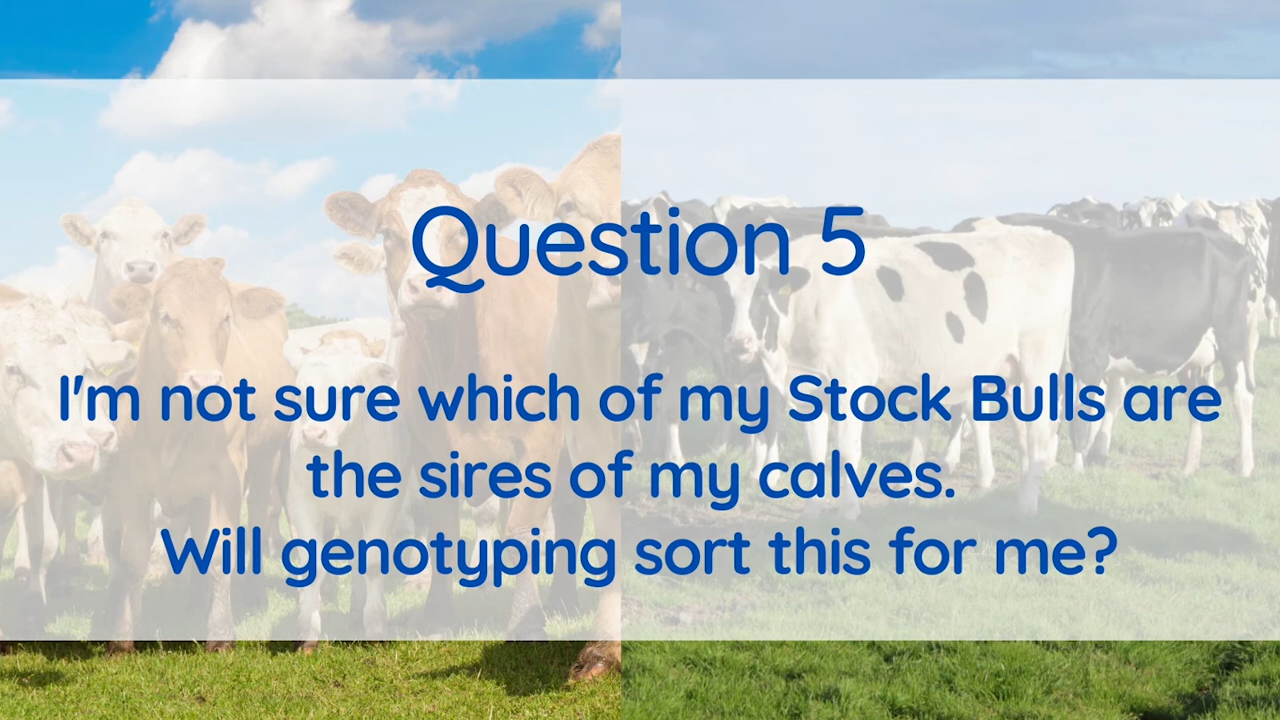 Question 5
I'm not sure which of my Stock Bulls are
the sires of my calves.
Will genotyping sort this for me?